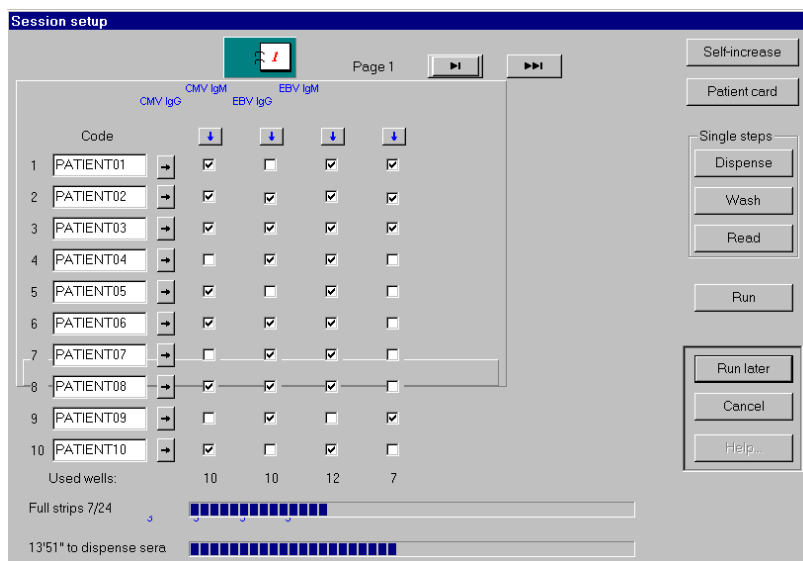 Session setup
1
Page 1
Self-increase
CMV IgM EBV IgM
CMV IgG EBV IgG
Patient card
Code
Single steps
1 PATIENT01
Dispense
2 PATIENT02
Wash
3 PATIENT03
Read
4 PATIENT04
5 PATIENT05
Run
6 PATIENT06
7 PATIENT07
Run later
8 PATIENT08
9 PATIENT09
Cancel
10 PATIENT10
Help...
Used wells: 10 10 12 7
Full strips 7/24
13'51" to dispense sera